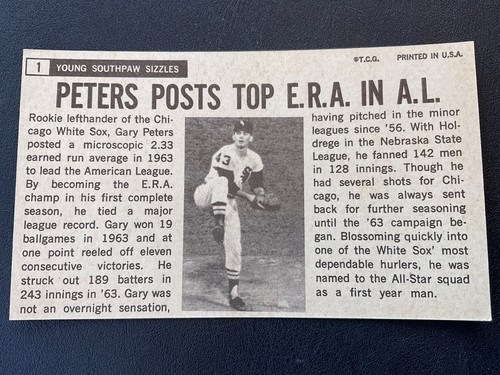 1 YOUNG SOUTHPAW SIZZLES
©T.C.G. PRINTED IN U.S.A.
PETERS POSTS TOP E.R.A. IN A.L.
Rookie lefthander of the Chi-
cago White Sox, Gary Peters
posted a microscopic 2.33
earned run average in 1963
to lead the American League.
By becoming the E.R.A.
champ in his first complete
season, he tied a major
league record. Gary won 19
ballgames in 1963 and at
one point reeled off eleven
consecutive victories. He
struck out 189 batters in
243 innings in '63. Gary was
not an overnight sensation,
43
having pitched in the minor
leagues since '56. With Hol-
drege in the Nebraska State
League, he fanned 142 men
in 128 innings. Though he
had several shots for Chi-
cago, he was always sent
back for further seasoning
until the '63 campaign be-
gan. Blossoming quickly into
one of the White Sox' most
dependable hurlers, he was
named to the All-Star squad
as a first year man.